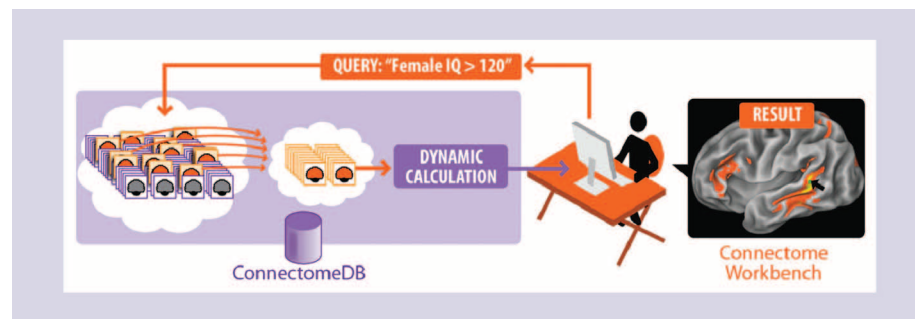 QUERY: “Female IQ > 120”
RESULT
DYNAMIC
CALCULATION
ConnectomeDB
Connectome
Workbench